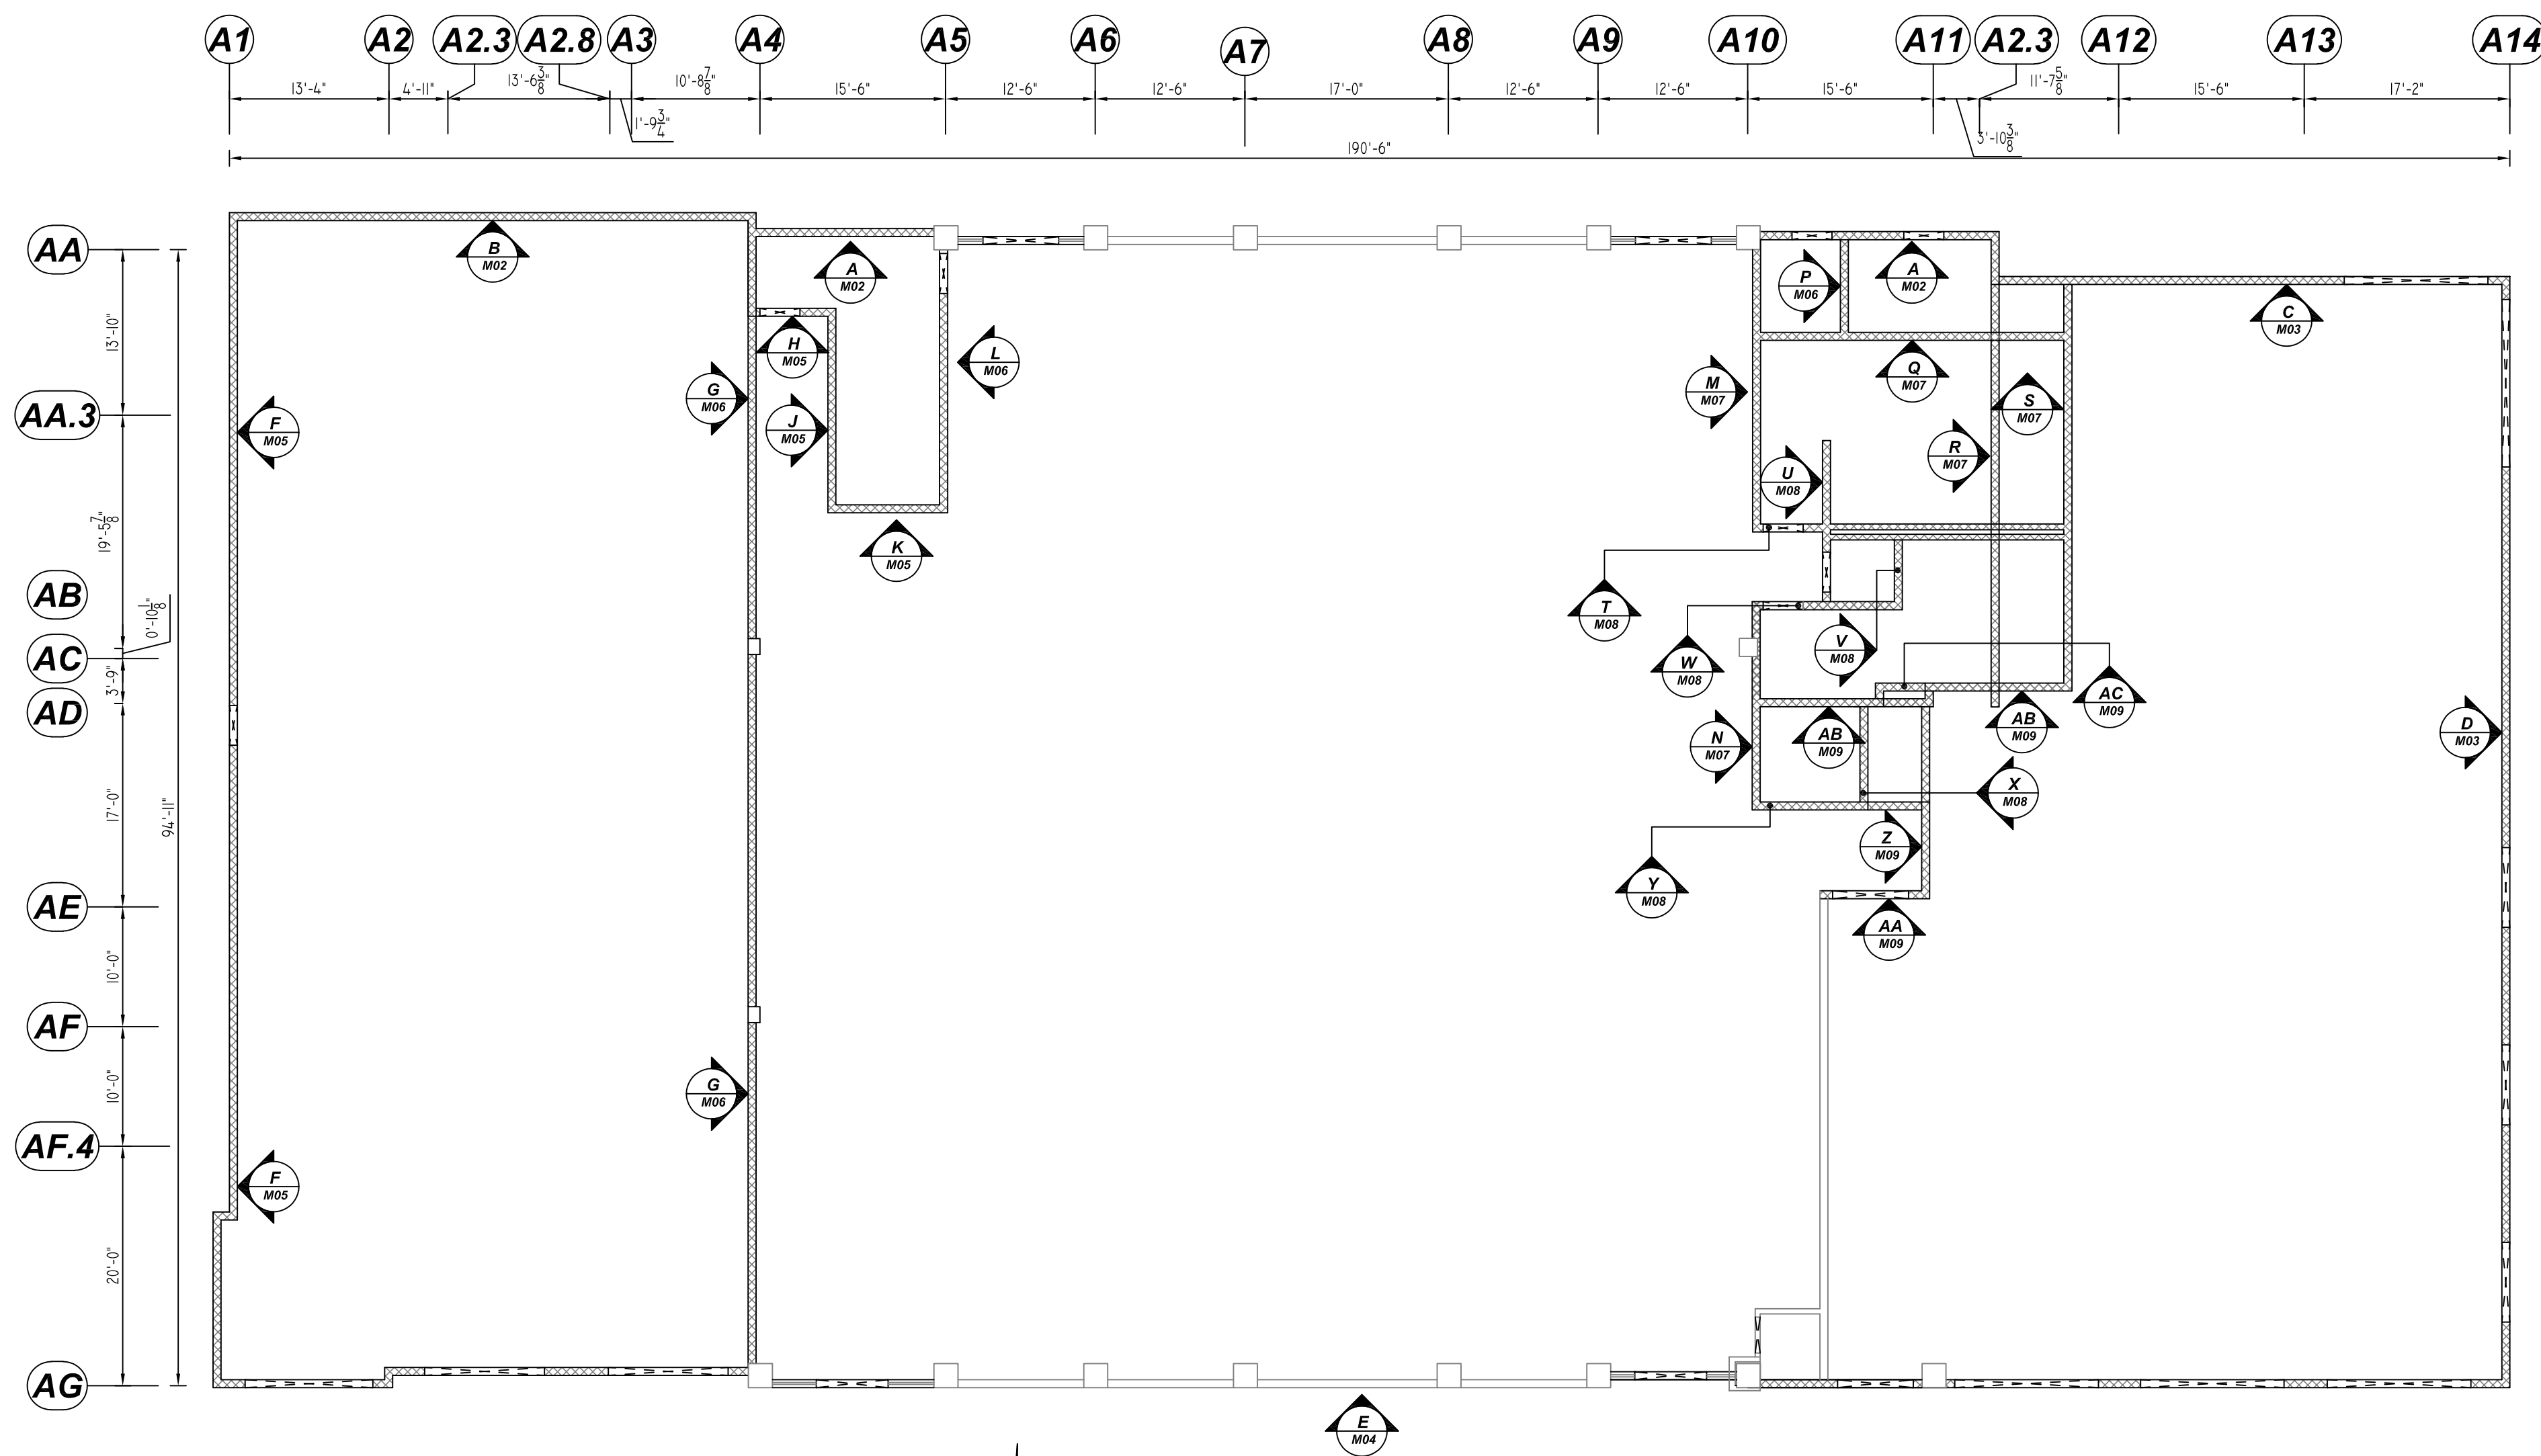 A1 A2 A2.3 A2.8 A3 A4 A5 A6 A7 A8 A9 A10 A11 A2.3 A12 A13 A14
13'-4" 4'-11" 13'-6 3/8" 10'-8 7/8" 15'-6" 12'-6" 12'-6" 17'-0" 12'-6" 12'-6" 15'-6" 11'-7 5/8" 15'-6" 17'-2"
1'-9 3/4" 3'-10 3/8"
190'-6"
AA
AA.3
AB
AC
AD
AE
AF
AF.4
AG
13'-10"
19'-5 7/8"
0'-10 1/8"
3'-9"
17'-0"
10'-0"
10'-0"
20'-0"
94'-11"
B
M02
A
M02
P
M06
A
M02
C
M03
H
M05
L
M06
G
M06
J
M05
F
M05
M
M07
Q
M07
S
M07
R
M07
U
M08
K
M05
T
M08
W
M08
V
M08
AC
M09
N
M07
AB
M09
AB
M09
D
M03
X
M08
Z
M09
Y
M08
AA
M09
G
M06
F
M05
E
M04